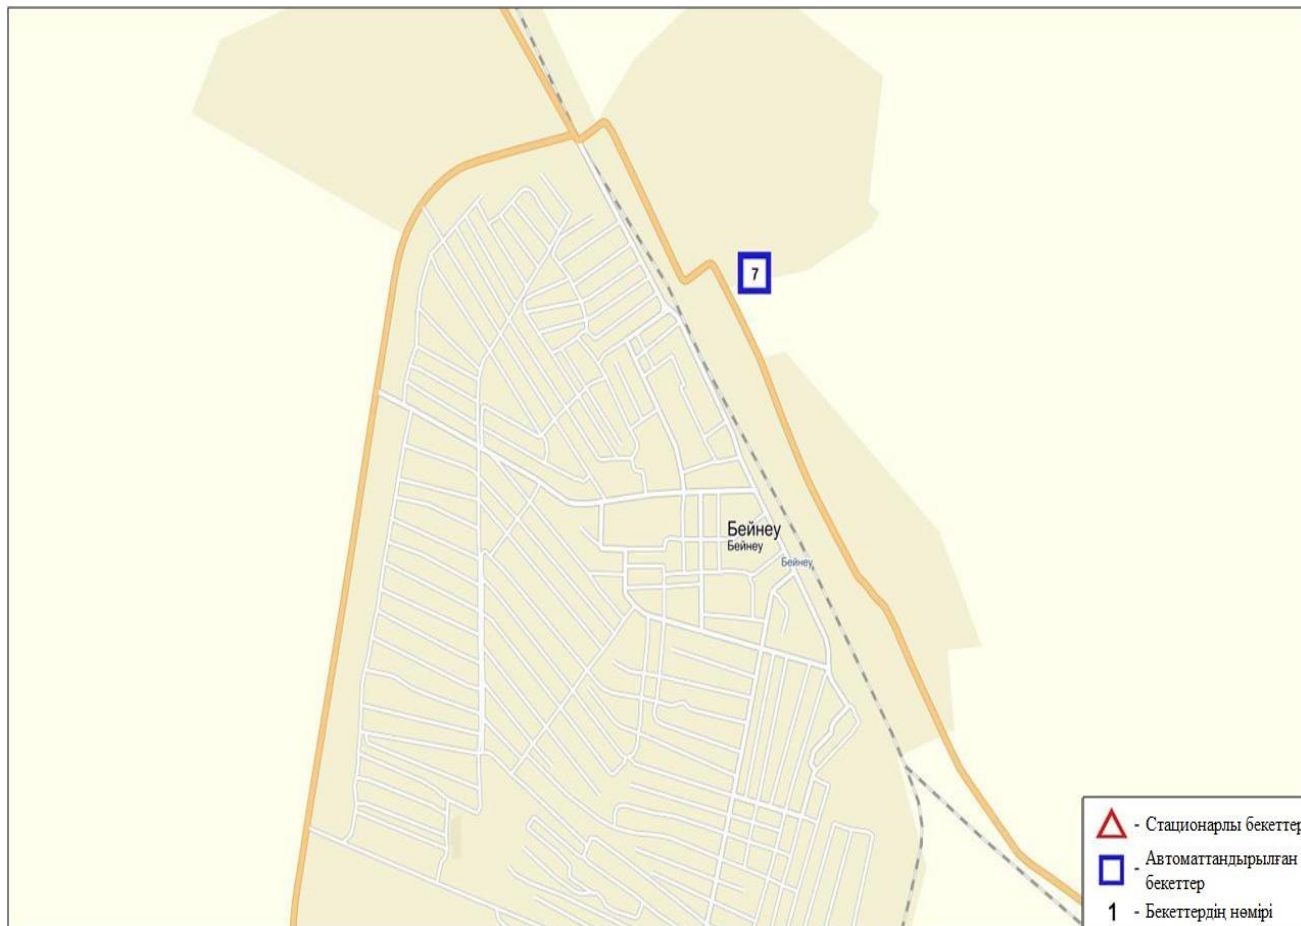 7
Бейнеу
Бейнеу
Бейнеу
- Стационарлы бекеттер
- Автоматтандырылған
бекеттер
1 - Бекеттердің нөмірі